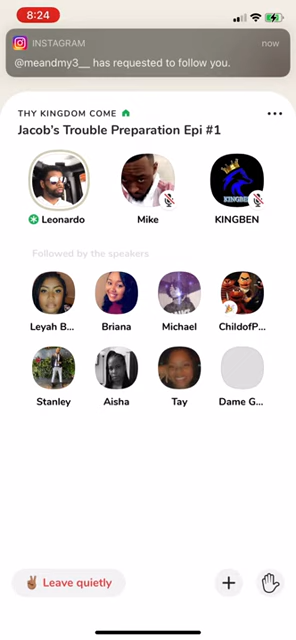 8:24
INSTAGRAM
now
@meandmy3__ has requested to follow you.
THY KINGDOM COME
Jacob's Trouble Preparation Epi #1
Leonardo
Mike
KINGBEN
KINGBEN
Followed by the speakers
Leyah B...
Briana
Michael
ChildofP...
Stanley
Aisha
Tay
Dame G...
Leave quietly